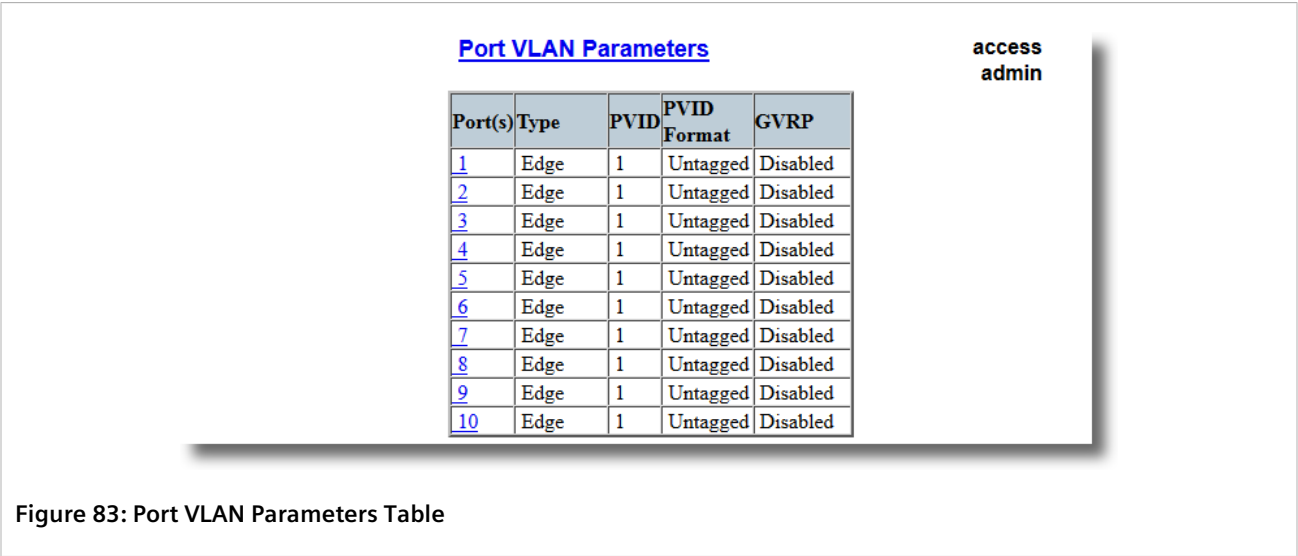 Port VLAN Parameters
access
admin
Port(s) Type PVID PVID Format GVRP
1 Edge 1 Untagged Disabled
2 Edge 1 Untagged Disabled
3 Edge 1 Untagged Disabled
4 Edge 1 Untagged Disabled
5 Edge 1 Untagged Disabled
6 Edge 1 Untagged Disabled
7 Edge 1 Untagged Disabled
8 Edge 1 Untagged Disabled
9 Edge 1 Untagged Disabled
10 Edge 1 Untagged Disabled
Figure 83: Port VLAN Parameters Table